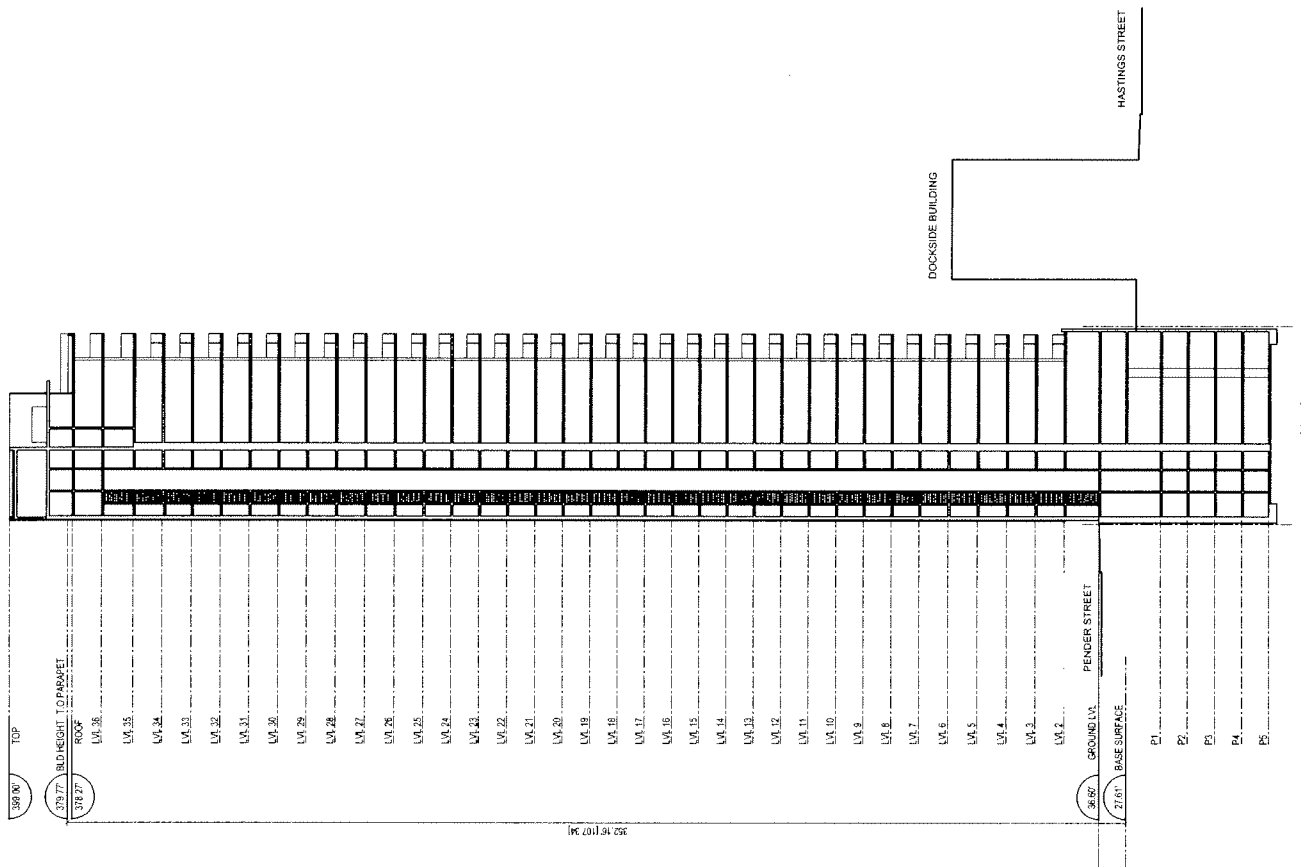 399.00' TOP
379.77' BLD HEIGHT T.O PARAPET
378.27' ROOF
LVL 36
LVL 35
LVL 34
LVL 33
LVL 32
LVL 31
LVL 30
LVL 29
LVL 28
LVL 27
LVL 26
LVL 25
LVL 24
LVL 23
LVL 22
LVL 21
LVL 20
LVL 19
LVL 18
LVL 17
LVL 16
LVL 15
LVL 14
LVL 13
LVL 12
LVL 11
LVL 10
LVL 9
LVL 8
LVL 7
LVL 6
LVL 5
LVL 4
LVL 3
LVL 2
36.60' GROUND LVL
27.61' BASE SURFACE
P1
P2
P3
P4
P5
352.16' [107.34]
PENDER STREET
DOCKSIDE BUILDING
HASTINGS STREET